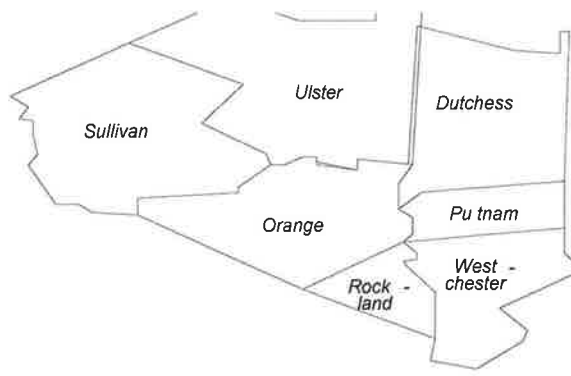 Ulster
Dutchess
Sullivan
Pu tnam
Orange
West -
chester
Rock -
land